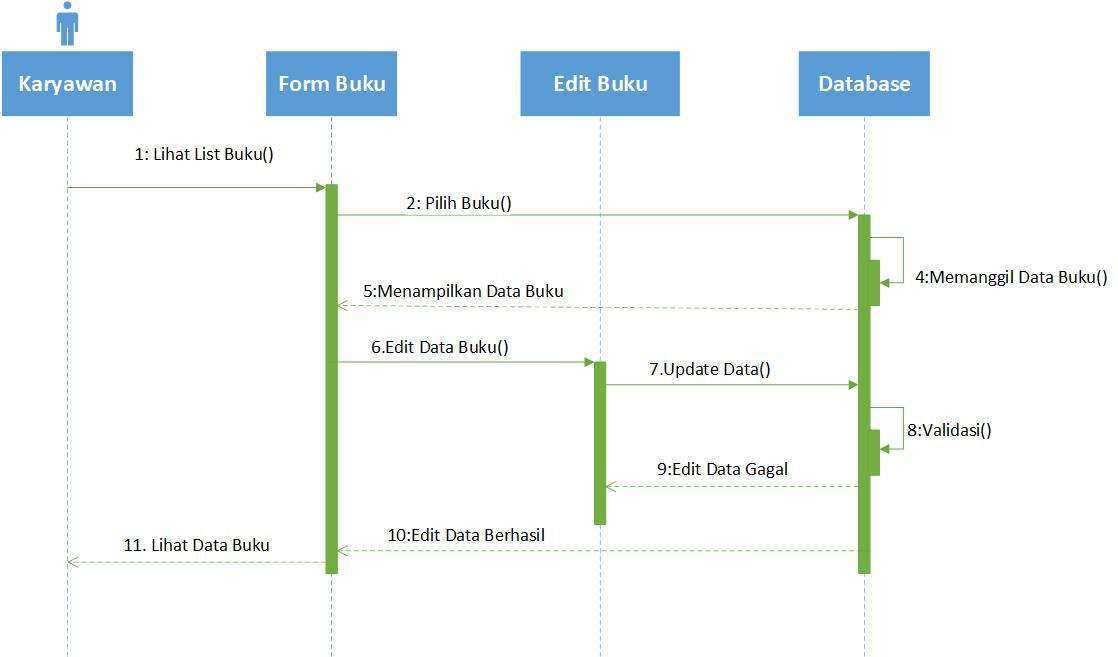 Karyawan
Form Buku
Edit Buku
Database
1: Lihat List Buku()
2: Pilih Buku()
4:Memanggil Data Buku()
5:Menampilkan Data Buku
6.Edit Data Buku()
7.Update Data()
8:Validasi()
9:Edit Data Gagal
10:Edit Data Berhasil
11. Lihat Data Buku